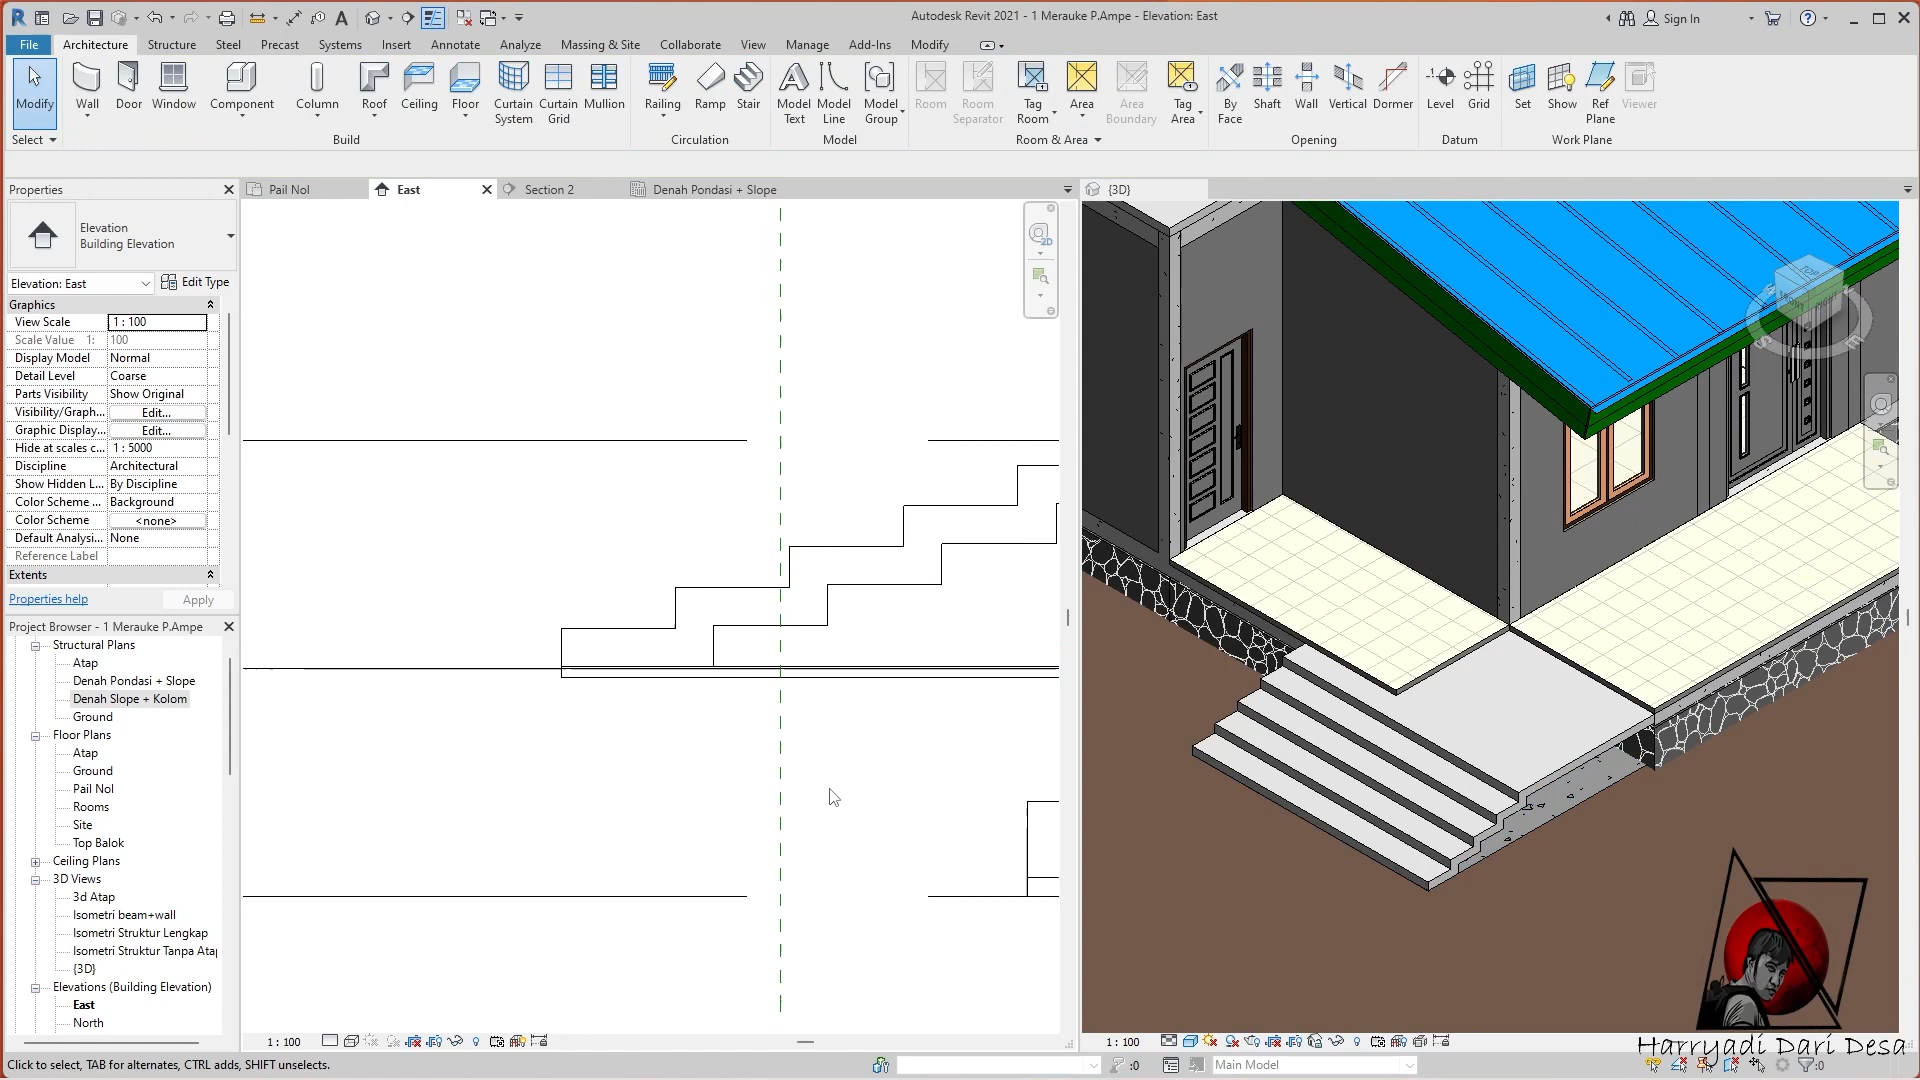 Autodesk Revit 2021 - 1 Merauke P.Ampe - Elevation: East
Sign In
File Architecture Structure Steel Precast Systems Insert Annotate Analyze Massing & Site Collaborate View Manage Add-Ins Modify
Modify Wall Door Window Component Column Roof Ceiling Floor Curtain System Curtain Grid Mullion Railing Ramp Stair Model Text Model Line Model Group Room Room Separator Tag Room Area Area Boundary Tag Area By Face Shaft Wall Vertical Dormer Level Grid Set Show Ref Plane Viewer
Select Build Circulation Model Room & Area Opening Datum Work Plane
Properties
Pail Nol East Section 2 Denah Pondasi + Slope {3D}
Elevation
Building Elevation
Elevation: East Edit Type
Graphics
View Scale 1 : 100
Scale Value 1: 100
Display Model Normal
Detail Level Coarse
Parts Visibility Show Original
Visibility/Graph... Edit...
Graphic Display... Edit...
Hide at scales c... 1 : 5000
Discipline Architectural
Show Hidden L... By Discipline
Color Scheme ... Background
Color Scheme <none>
Default Analysi... None
Reference Label
Extents
Properties help Apply
Project Browser - 1 Merauke P.Ampe
Structural Plans
Atap
Denah Pondasi + Slope
Denah Slope + Kolom
Ground
Floor Plans
Atap
Ground
Pail Nol
Rooms
Site
Top Balok
Ceiling Plans
3D Views
3d Atap
Isometri beam+wall
Isometri Struktur Lengkap
Isometri Struktur Tanpa Atap
{3D}
Elevations (Building Elevation)
East
North
2D
TOP
FRONT
RIGHT
S
E
1 : 100
1 : 100
Harryadi Dari Desa
Click to select, TAB for alternates, CTRL adds, SHIFT unselects.
:0
Main Model
:0